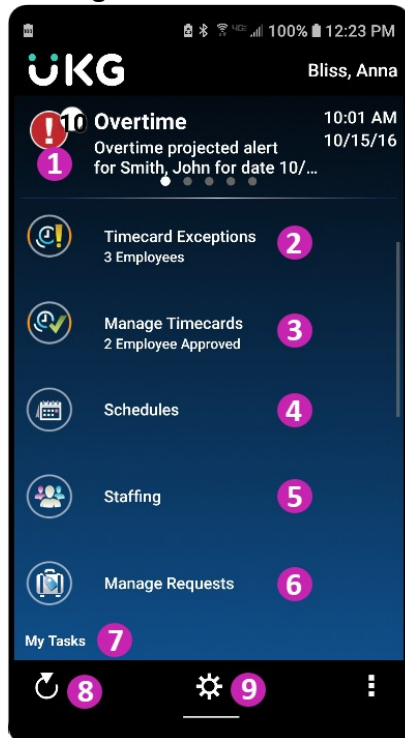 4GE 100% 12:23 PM
ÜKG Bliss, Anna
10 Overtime 10:01 AM
Overtime projected alert 10/15/16
for Smith, John for date 10/...
1
Timecard Exceptions 2
3 Employees
Manage Timecards 3
2 Employee Approved
Schedules 4
Staffing 5
Manage Requests 6
My Tasks 7
8 9